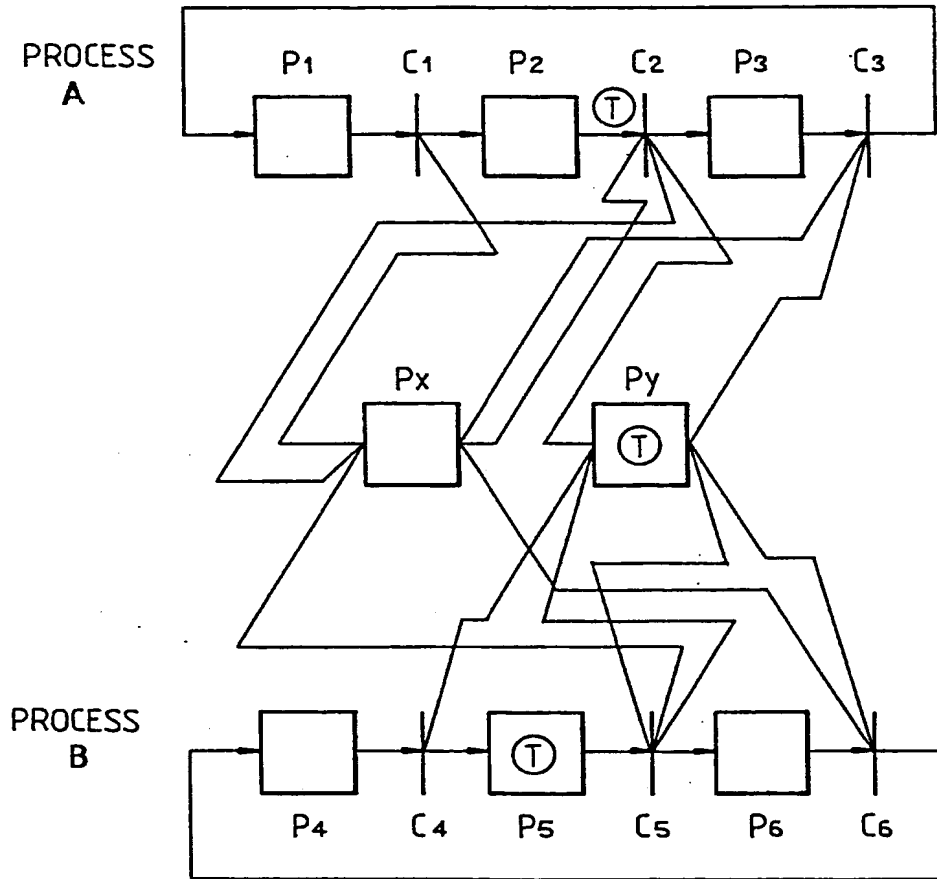 PROCESS
A
P1 C1 P2 C2 P3 C3
T
Px Py
T
PROCESS
B
T
P4 C4 P5 C5 P6 C6